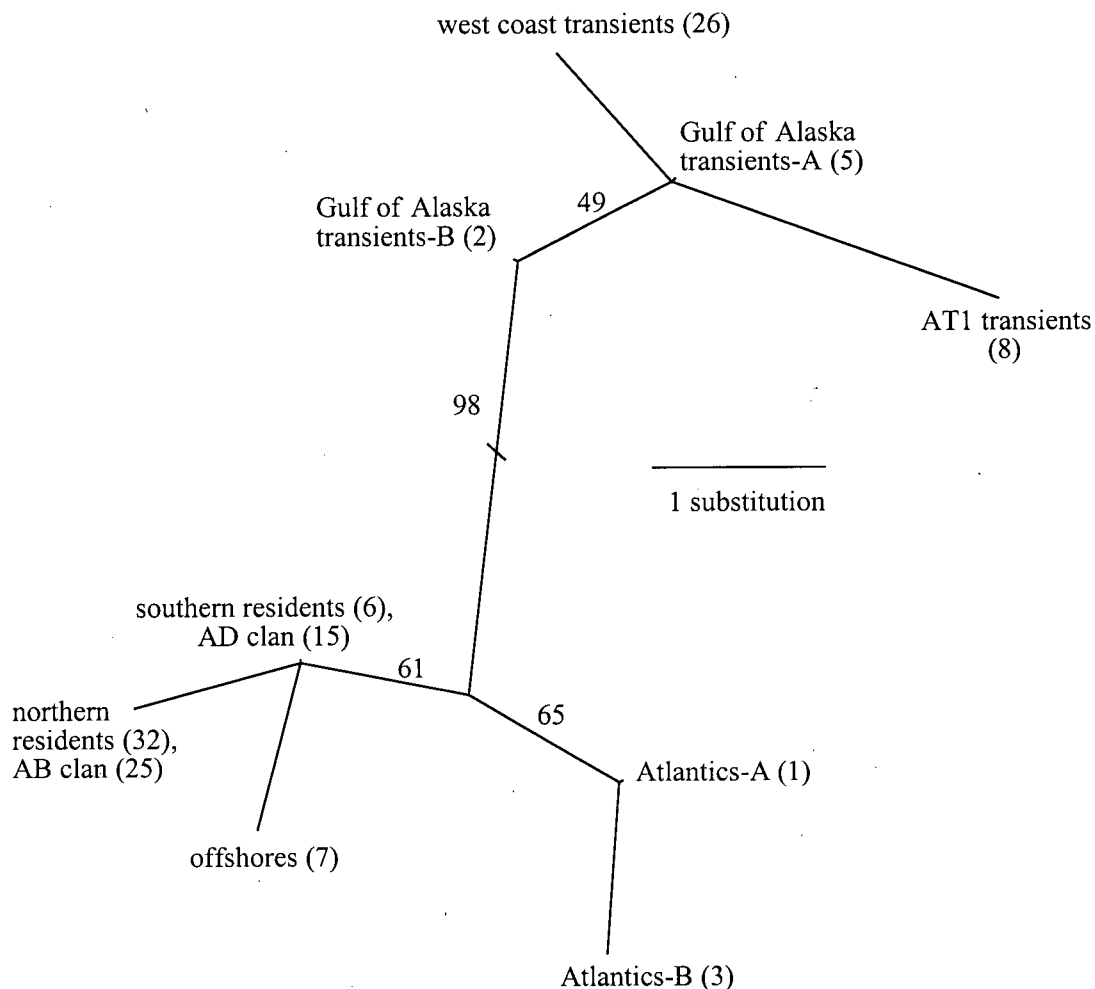 west coast transients (26)
Gulf of Alaska
transients-A (5)
49
Gulf of Alaska
transients-B (2)
AT1 transients
(8)
98
1 substitution
southern residents (6),
AD clan (15)
61
65
northern
residents (32),
AB clan (25)
Atlantics-A (1)
offshores (7)
Atlantics-B (3)